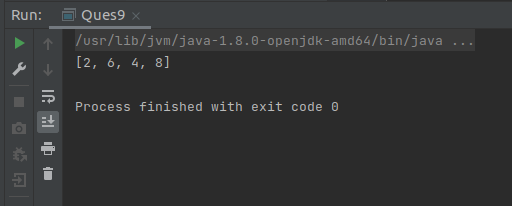 Run: Ques9
/usr/lib/jvm/java-1.8.0-openjdk-amd64/bin/java ...
[2, 6, 4, 8]
Process finished with exit code 0